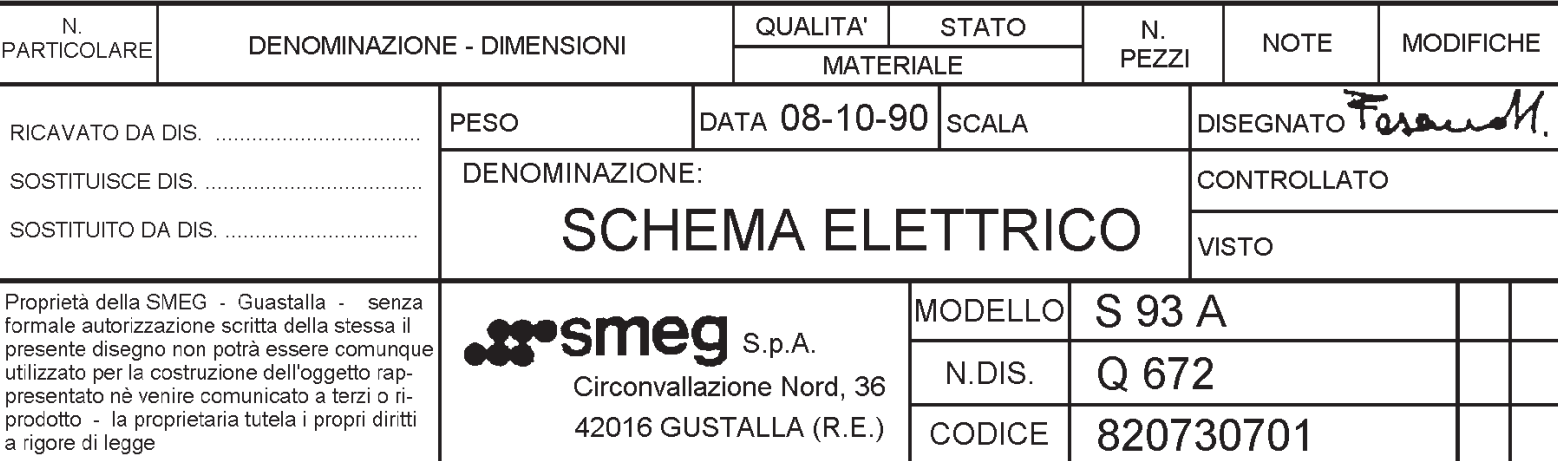 N. PARTICOLARE
DENOMINAZIONE - DIMENSIONI
QUALITA'
STATO
MATERIALE
N. PEZZI
NOTE
MODIFICHE
RICAVATO DA DIS. ..................................
SOSTITUISCE DIS. ....................................
SOSTITUITO DA DIS. ................................
PESO
DATA 08-10-90
SCALA
DISEGNATO
DENOMINAZIONE:
SCHEMA ELETTRICO
CONTROLLATO
VISTO
Proprietà della SMEG - Guastalla - senza
formale autorizzazione scritta della stessa il
presente disegno non potrà essere comunque
utilizzato per la costruzione dell'oggetto rap-
presentato nè venire comunicato a terzi o ri-
prodotto - la proprietaria tutela i propri diritti
a rigore di legge
smeg S.p.A.
Circonvallazione Nord, 36
42016 GUSTALLA (R.E.)
MODELLO S 93 A
N.DIS. Q 672
CODICE 820730701